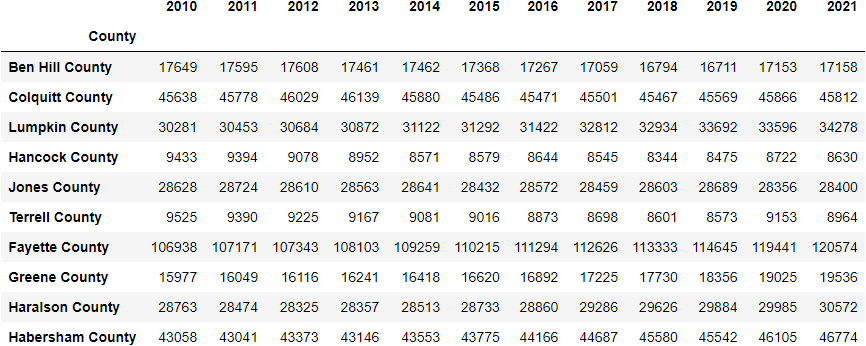 2010 2011 2012 2013 2014 2015 2016 2017 2018 2019 2020 2021
County
Ben Hill County 17649 17595 17608 17461 17462 17368 17267 17059 16794 16711 17153 17158
Colquitt County 45638 45778 46029 46139 45880 45486 45471 45501 45467 45569 45866 45812
Lumpkin County 30281 30453 30684 30872 31122 31292 31422 32812 32934 33692 33596 34278
Hancock County 9433 9394 9078 8952 8571 8579 8644 8545 8344 8475 8722 8630
Jones County 28628 28724 28610 28563 28641 28432 28572 28459 28603 28689 28356 28400
Terrell County 9525 9390 9225 9167 9081 9016 8873 8698 8601 8573 9153 8964
Fayette County 106938 107171 107343 108103 109259 110215 111294 112626 113333 114645 119441 120574
Greene County 15977 16049 16116 16241 16418 16620 16892 17225 17730 18356 19025 19536
Haralson County 28763 28474 28325 28357 28513 28733 28860 29286 29626 29884 29985 30572
Habersham County 43058 43041 43373 43146 43553 43775 44166 44687 45580 45542 46105 46774